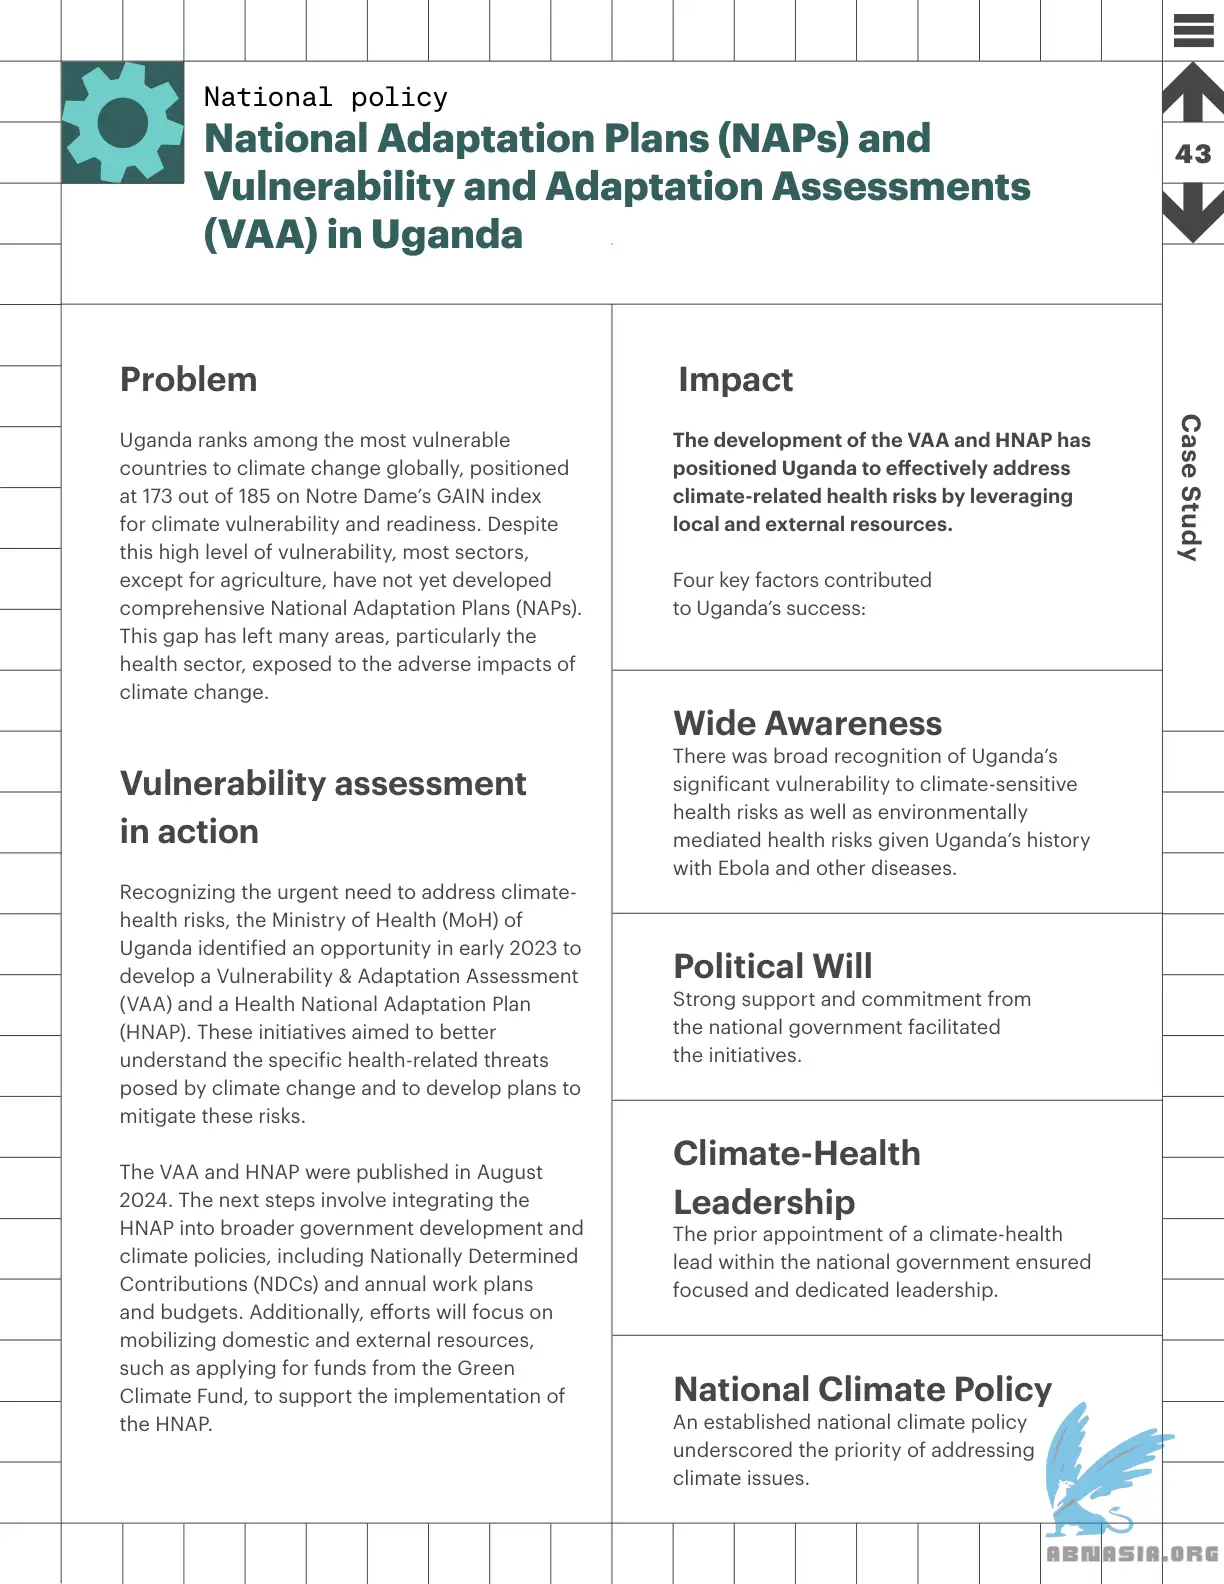 National policy
National Adaptation Plans (NAPs) and
Vulnerability and Adaptation Assessments
(VAA) in Uganda
43
Case Study
Problem
Uganda ranks among the most vulnerable
countries to climate change globally, positioned
at 173 out of 185 on Notre Dame’s GAIN index
for climate vulnerability and readiness. Despite
this high level of vulnerability, most sectors,
except for agriculture, have not yet developed
comprehensive National Adaptation Plans (NAPs).
This gap has left many areas, particularly the
health sector, exposed to the adverse impacts of
climate change.
Vulnerability assessment
in action
Recognizing the urgent need to address climate-
health risks, the Ministry of Health (MoH) of
Uganda identified an opportunity in early 2023 to
develop a Vulnerability & Adaptation Assessment
(VAA) and a Health National Adaptation Plan
(HNAP). These initiatives aimed to better
understand the specific health-related threats
posed by climate change and to develop plans to
mitigate these risks.
The VAA and HNAP were published in August
2024. The next steps involve integrating the
HNAP into broader government development and
climate policies, including Nationally Determined
Contributions (NDCs) and annual work plans
and budgets. Additionally, efforts will focus on
mobilizing domestic and external resources,
such as applying for funds from the Green
Climate Fund, to support the implementation of
the HNAP.
Impact
The development of the VAA and HNAP has
positioned Uganda to effectively address
climate-related health risks by leveraging
local and external resources.
Four key factors contributed
to Uganda’s success:
Wide Awareness
There was broad recognition of Uganda’s
significant vulnerability to climate-sensitive
health risks as well as environmentally
mediated health risks given Uganda’s history
with Ebola and other diseases.
Political Will
Strong support and commitment from
the national government facilitated
the initiatives.
Climate-Health
Leadership
The prior appointment of a climate-health
lead within the national government ensured
focused and dedicated leadership.
National Climate Policy
An established national climate policy
underscored the priority of addressing
climate issues.
ABNASIA.ORG